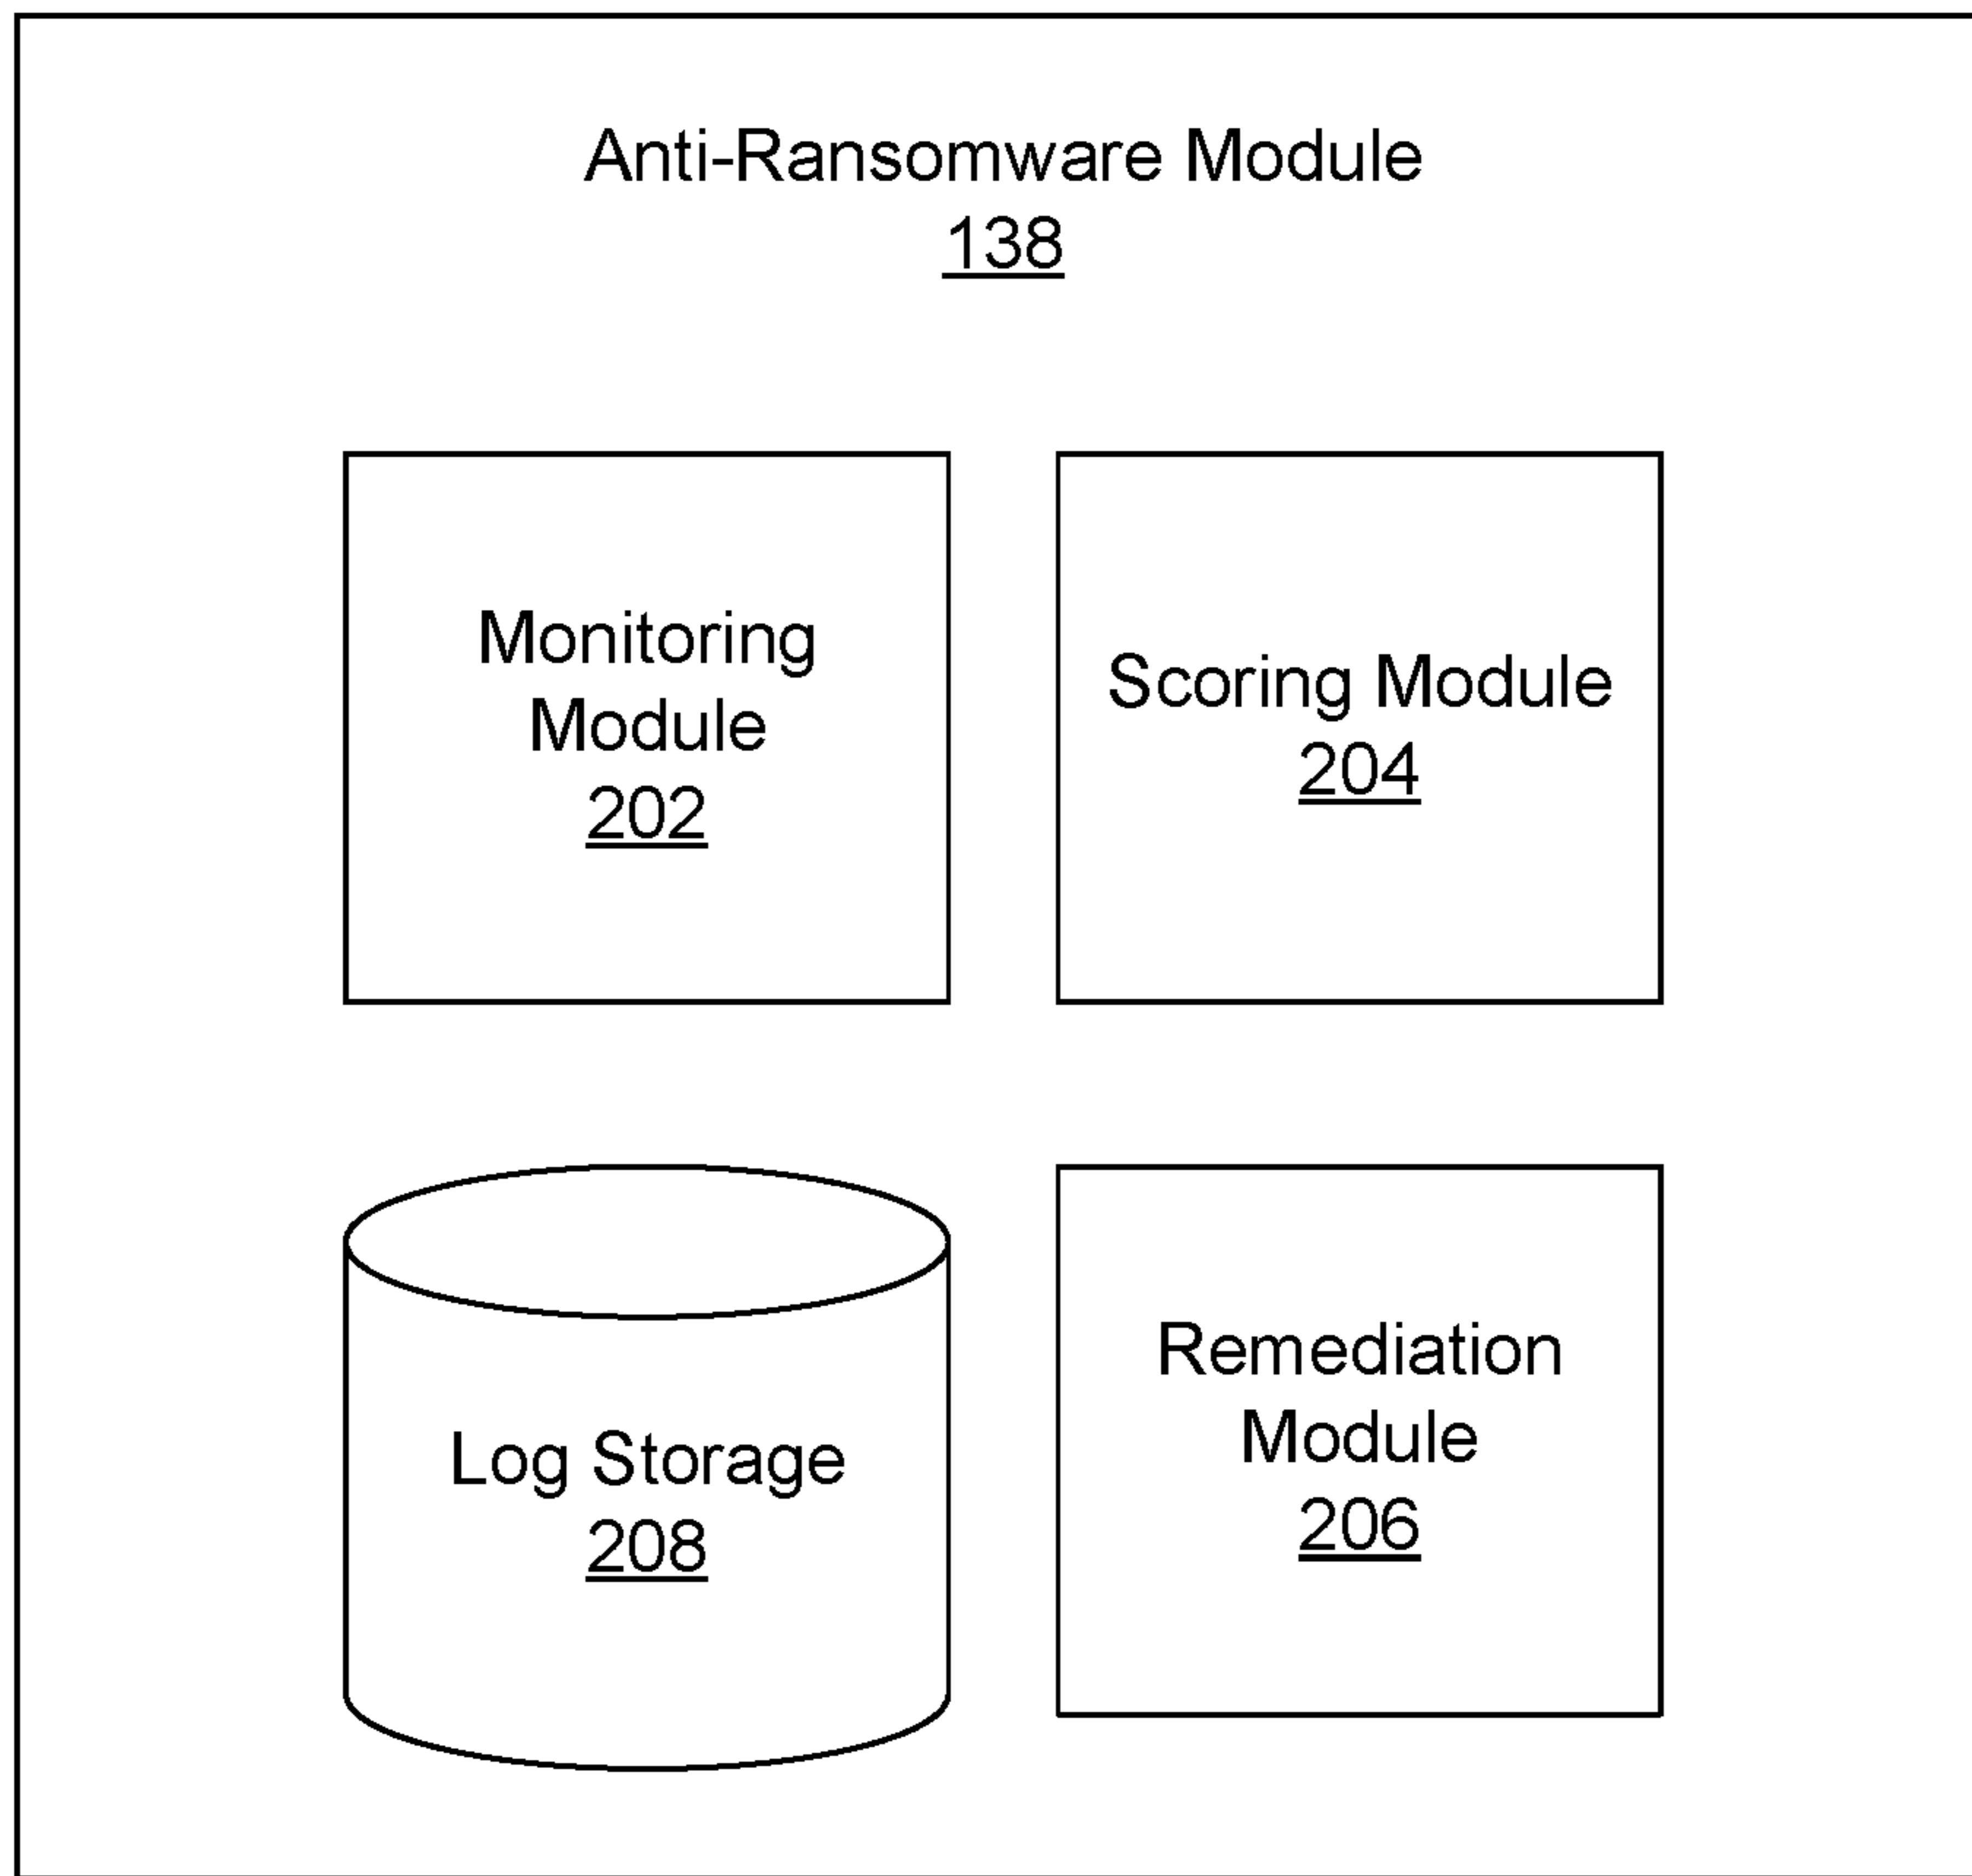 Anti-Ransomware Module
138
Monitoring
Module
202
Scoring Module
204
Log Storage
208
Remediation
Module
206